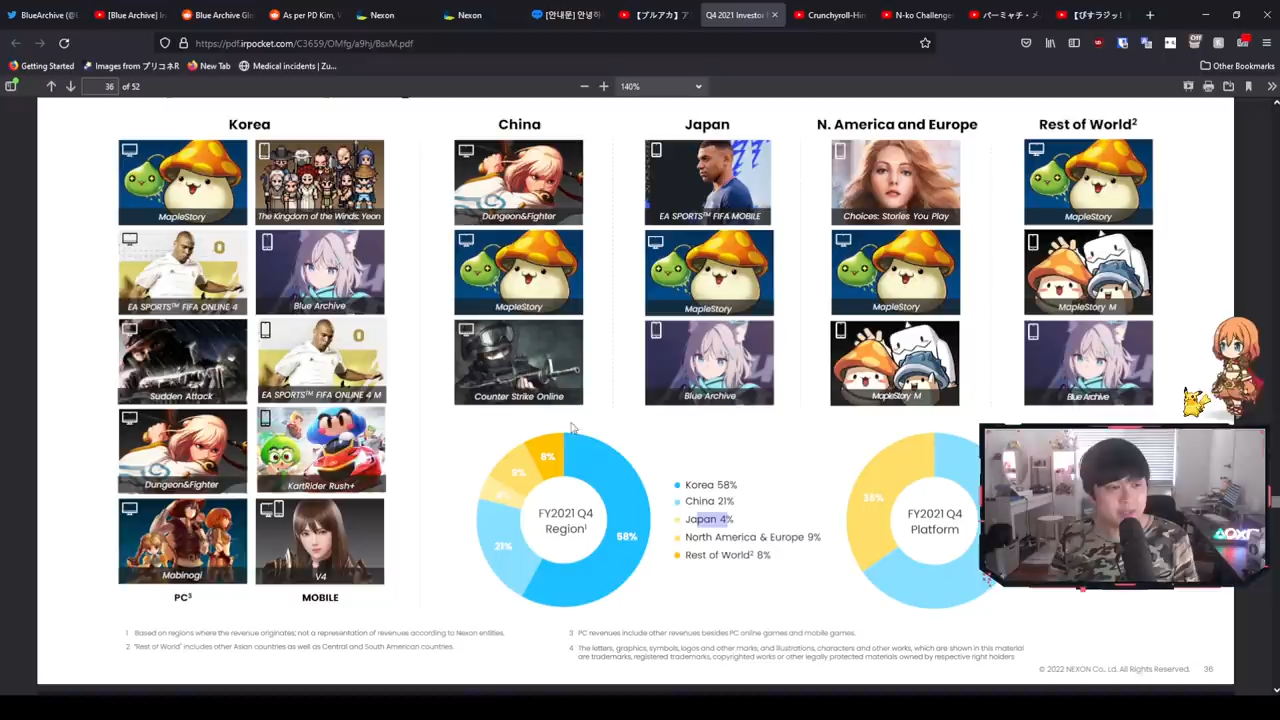 BlueArchive (@
[Blue Archive] In
BlueArchive Glo
As per PD Kim, V
Nexon
Nexon
[안내문] 안녕하
【ブルアカ】ア
Q4 2021 Investor
Crunchyroll-Hin
N-ko Challenge
パーミャチ・メ
【びすラジッ!
https://pdf.irpocket.com/C3659/OMfg/a9hj/BsxM.pdf
Off
Getting Started
Images from プリコネR
New Tab
Medical incidents | Zu...
Other Bookmarks
36 of 52
140%
Korea
China
Japan
N. America and Europe
Rest of World2
MapleStory
The Kingdom of the Winds: Yeon
Dungeon&Fighter
EA SPORTS™ FIFA MOBILE
Choices: Stories You Play
MapleStory
EA SPORTS™ FIFA ONLINE 4
Blue Archive
MapleStory
MapleStory
MapleStory
MapleStory M
Sudden Attack
EA SPORTS™ FIFA ONLINE 4 M
Counter Strike Online
Blue Archive
MapleStory M
Blue Archive
Dungeon&Fighter
KartRider Rush+
Mabinogi
V4
PC3
MOBILE
8%
9%
21%
58%
FY2021 Q4
Region1
Korea 58%
China 21%
Japan 4%
North America & Europe 9%
Rest of World2 8%
FY2021 Q4
Platform
1 Based on regions where the revenue originates; not a representation of revenues according to Nexon entities.
2 "Rest of World" includes other Asian countries as well as Central and South American countries.
3 PC revenues include other revenues besides PC online games and mobile games.
4 The letters, graphics, symbols, logos and other marks, and illustrations, characters and other works, which are shown in this material
are trademarks, registered trademarks, copyrighted works or other legally protected materials owned by respective right holders
© 2022 NEXON Co., Ltd. All Rights Reserved.
36